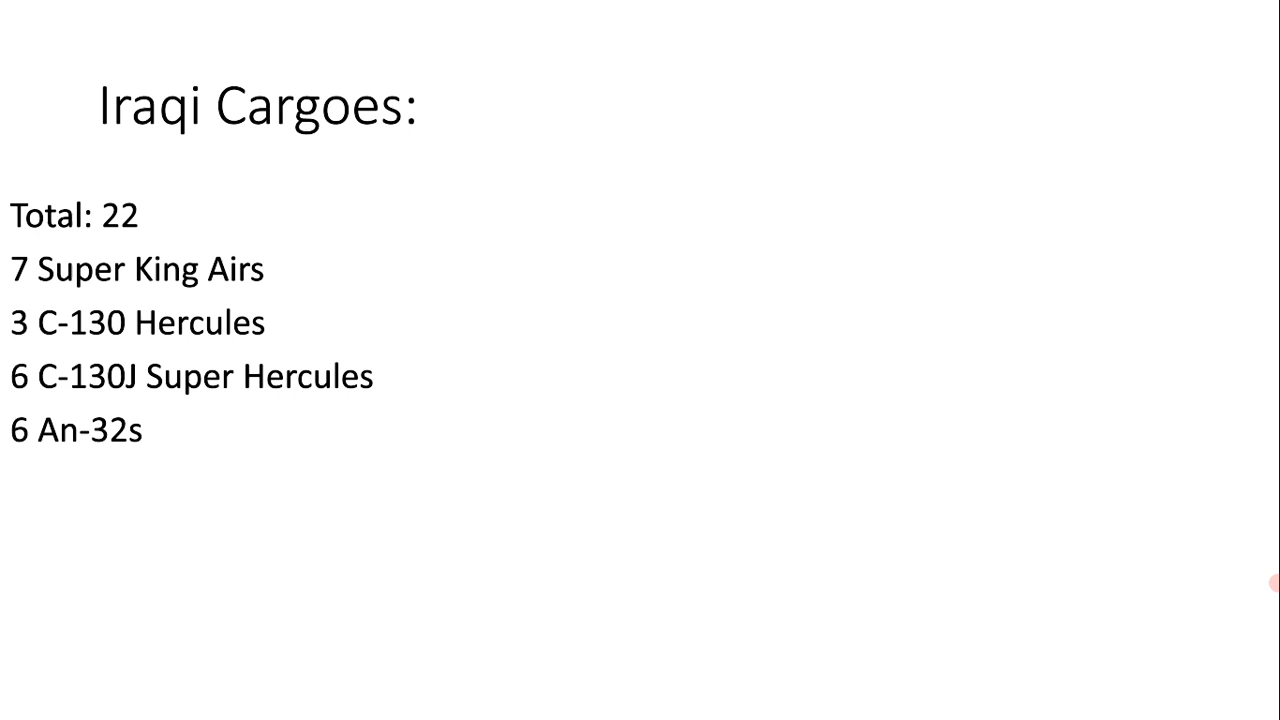 Iraqi Cargoes:
Total: 22
7 Super King Airs
3 C-130 Hercules
6 C-130J Super Hercules
6 An-32s